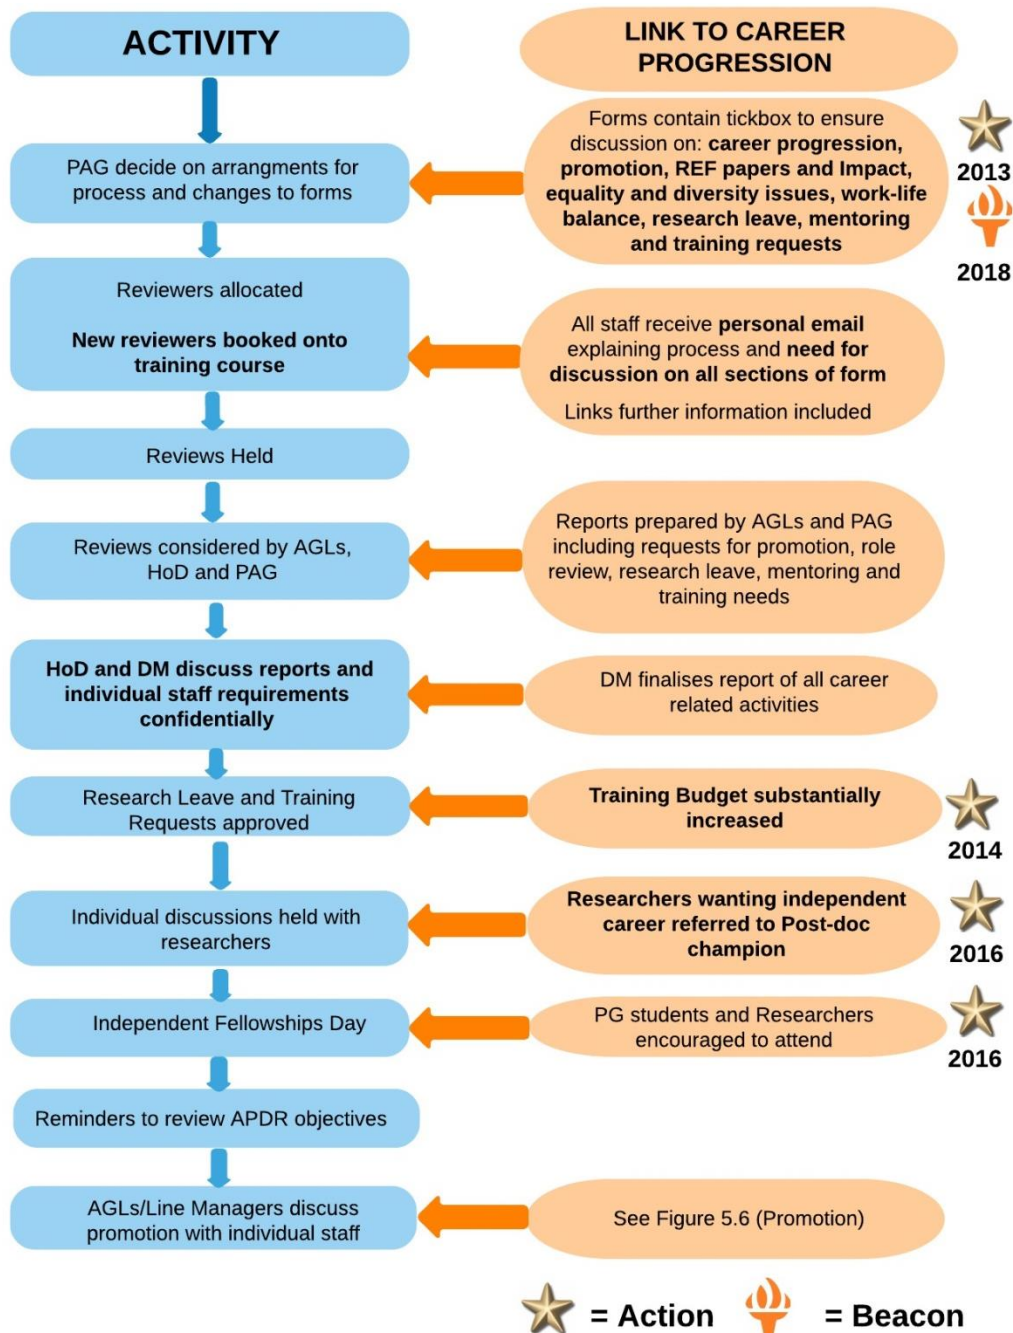 ACTIVITY
LINK TO CAREER
PROGRESSION
PAG decide on arrangments for
process and changes to forms
Forms contain tickbox to ensure
discussion on: career progression,
promotion, REF papers and Impact,
equality and diversity issues, work-life
balance, research leave, mentoring
and training requests
2013
2018
Reviewers allocated
New reviewers booked onto
training course
All staff receive personal email
explaining process and need for
discussion on all sections of form
Links further information included
Reviews Held
Reviews considered by AGLs,
HoD and PAG
Reports prepared by AGLs and PAG
including requests for promotion, role
review, research leave, mentoring and
training needs
HoD and DM discuss reports and
individual staff requirements
confidentially
DM finalises report of all career
related activities
Research Leave and Training
Requests approved
Training Budget substantially
increased
2014
Individual discussions held with
researchers
Researchers wanting independent
career referred to Post-doc
champion
2016
Independent Fellowships Day
PG students and Researchers
encouraged to attend
2016
Reminders to review APDR objectives
AGLs/Line Managers discuss
promotion with individual staff
See Figure 5.6 (Promotion)
= Action = Beacon